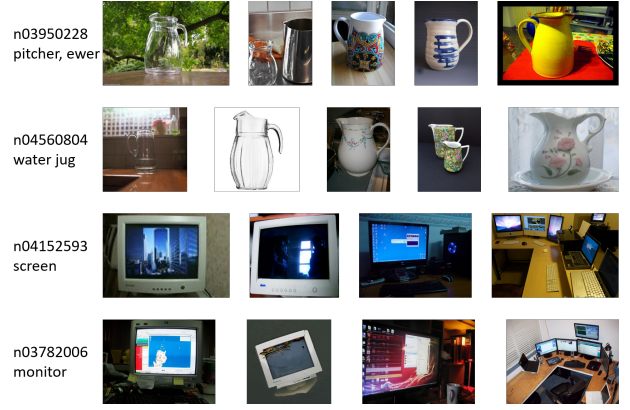 n03950228
pitcher, ewer
n04560804
water jug
n04152593
screen
n03782006
monitor